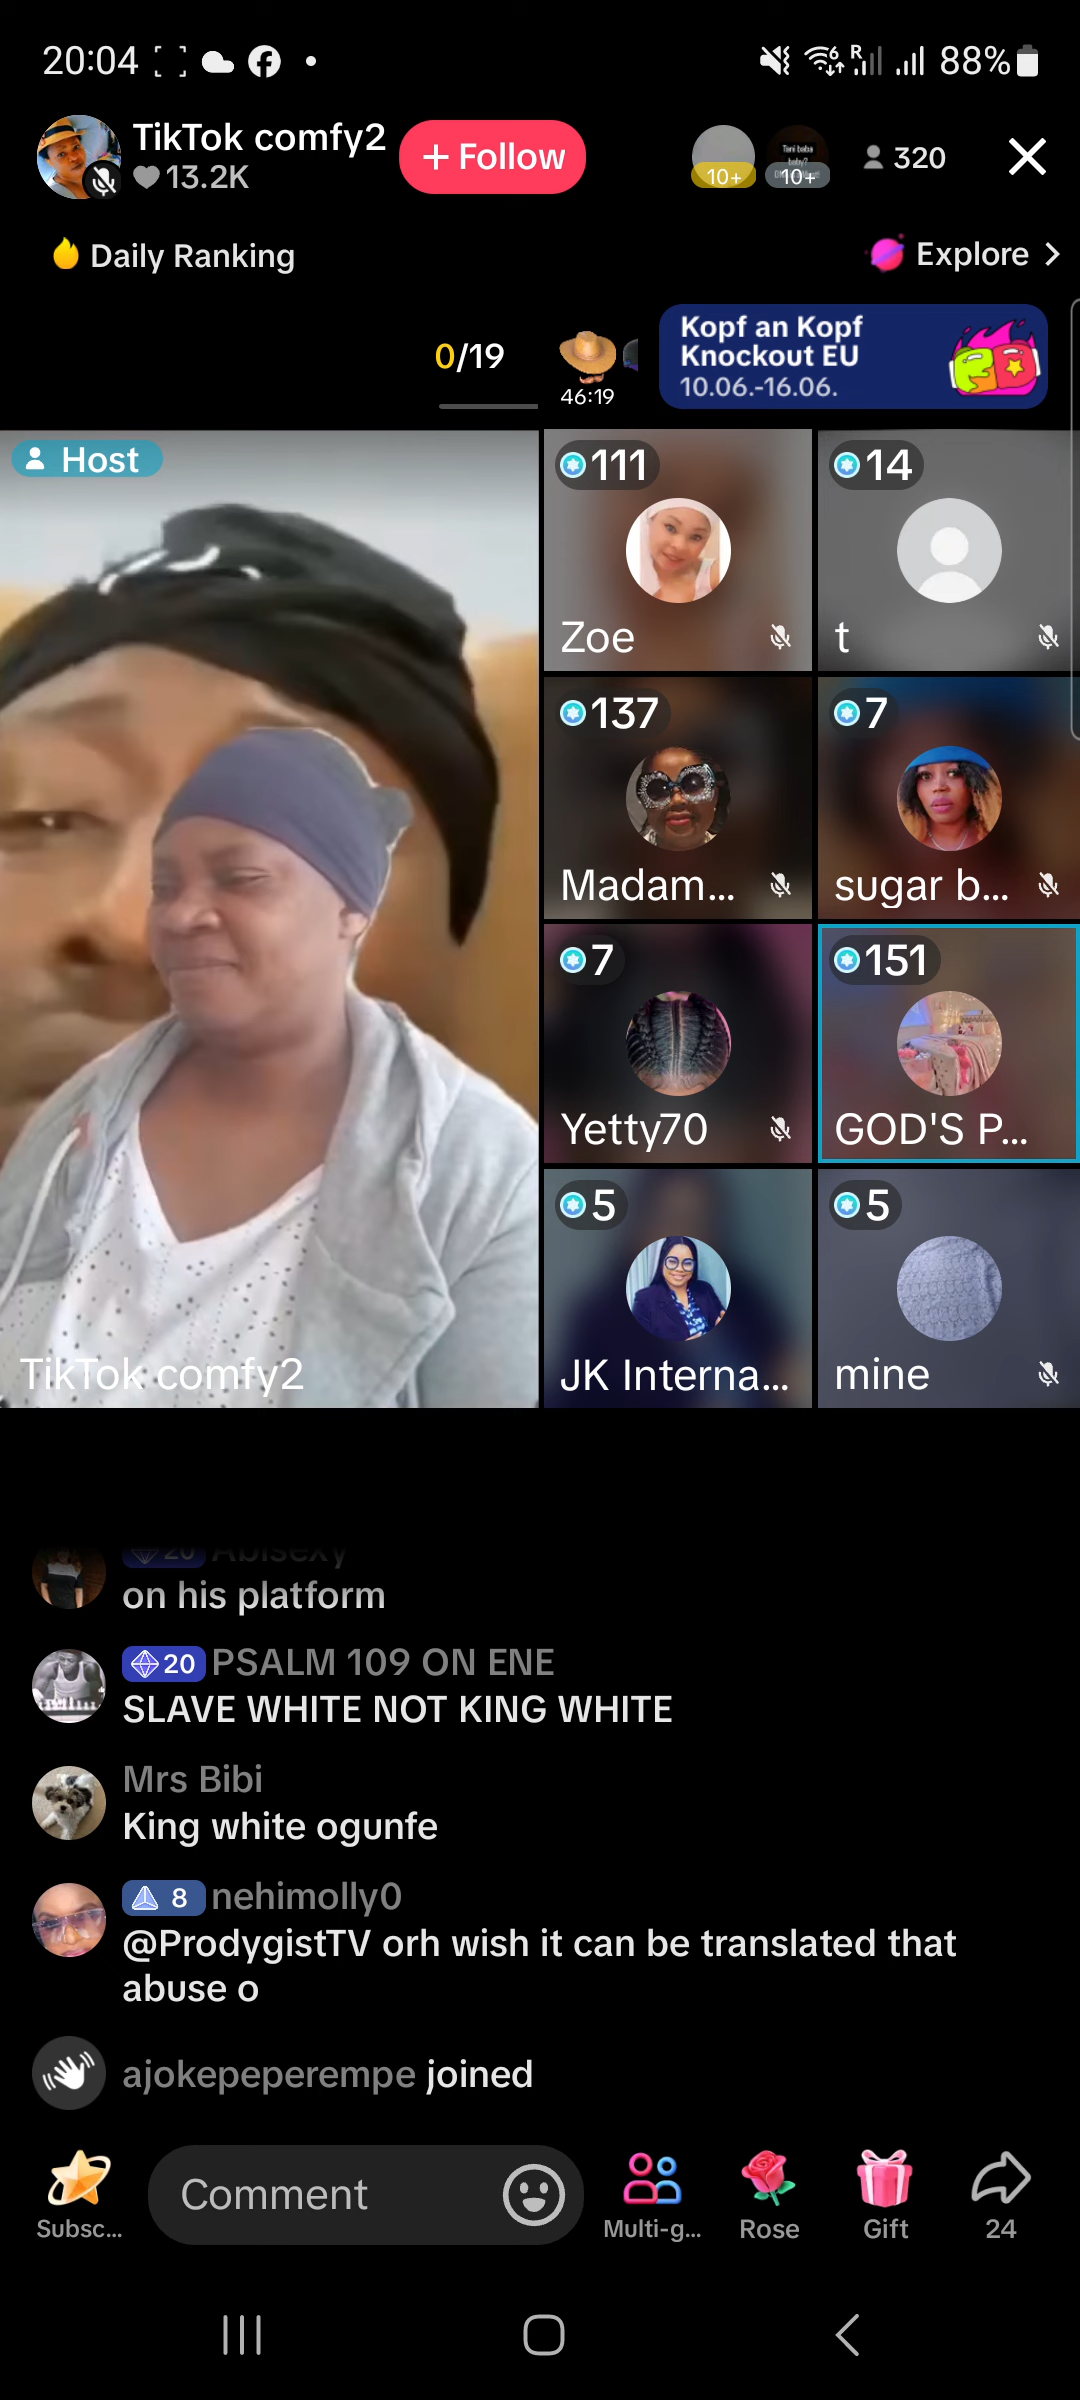 20:04
R
88%
TikTok comfy2
13.2K
+ Follow
10+
10+
320
Daily Ranking
Explore >
0/19
46:19
Kopf an Kopf
Knockout EU
10.06.-16.06.
Host
TikTok comfy2
111
Zoe
14
t
137
Madam...
7
sugar b...
7
Yetty70
151
GOD'S P...
5
JK Interna...
5
mine
20 Abisexy
on his platform
20 PSALM 109 ON ENE
SLAVE WHITE NOT KING WHITE
Mrs Bibi
King white ogunfe
8 nehimolly0
@ProdygistTV orh wish it can be translated that
abuse o
ajokepeperempe joined
Subsc...
Comment
Multi-g...
Rose
Gift
24